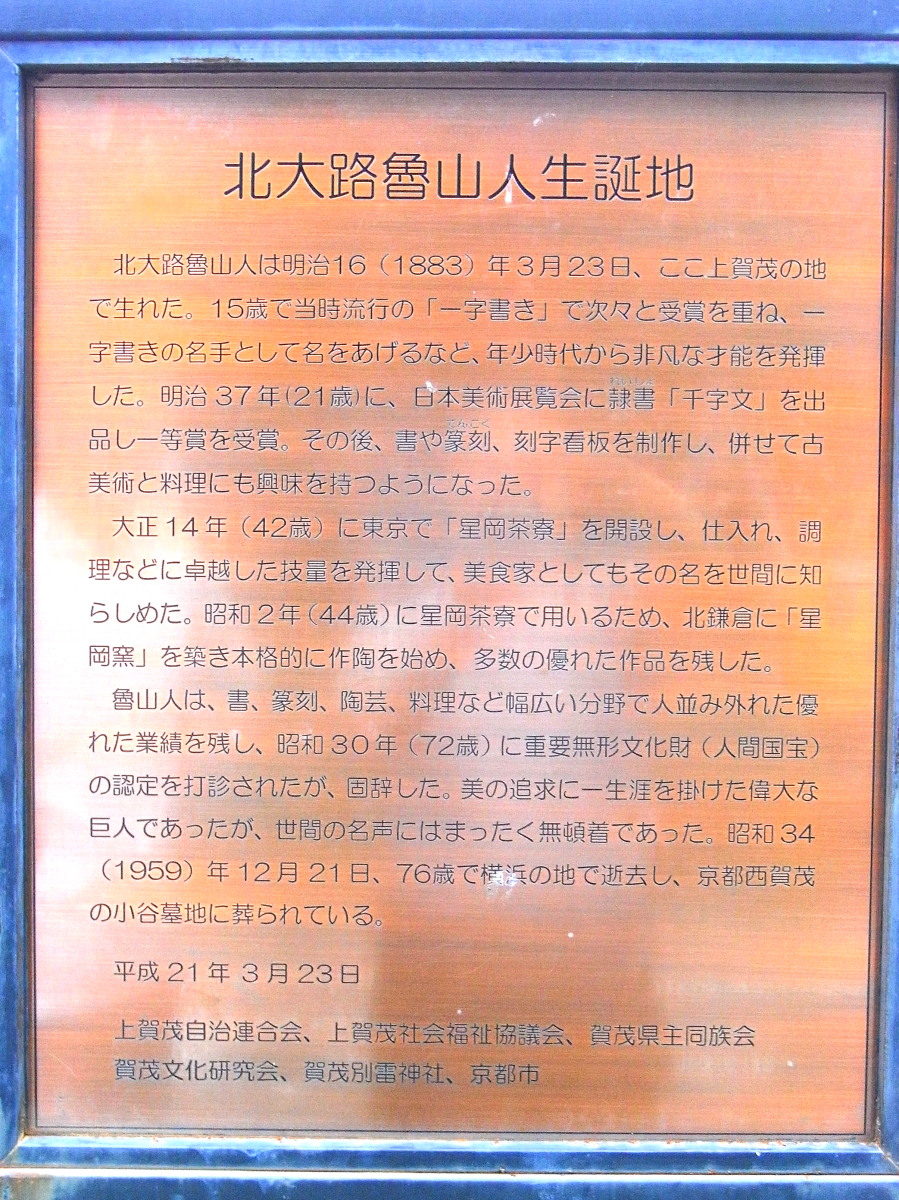 北大路魯山人生誕地
北大路魯山人は明治16（1883）年3月23日、ここ上賀茂の地
で生れた。15歳で当時流行の「一字書き」で次々と受賞を重ね、一
字書きの名手として名をあげるなど、年少時代から非凡な才能を発揮
した。明治37年(21歳)に、日本美術展覧会に隷書「千字文」を出
品し一等賞を受賞。その後、書や篆刻、刻字看板を制作し、併せて古
美術と料理にも興味を持つようになった。
大正14年（42歳）に東京で「星岡茶寮」を開設し、仕入れ、調
理などに卓越した技量を発揮して、美食家としてもその名を世間に知
らしめた。昭和2年（44歳）に星岡茶寮で用いるため、北鎌倉に「星
岡窯」を築き本格的に作陶を始め、多数の優れた作品を残した。
魯山人は、書、篆刻、陶芸、料理など幅広い分野で人並み外れた優
れた業績を残し、昭和30年（72歳）に重要無形文化財（人間国宝）
の認定を打診されたが、固辞した。美の追求に一生涯を掛けた偉大な
巨人であったが、世間の名声にはまったく無頓着であった。昭和34
（1959）年12月21日、76歳で横浜の地で逝去し、京都西賀茂
の小谷墓地に葬られている。
平成21年3月23日
上賀茂自治連合会、上賀茂社会福祉協議会、賀茂県主同族会
賀茂文化研究会、賀茂別雷神社、京都市